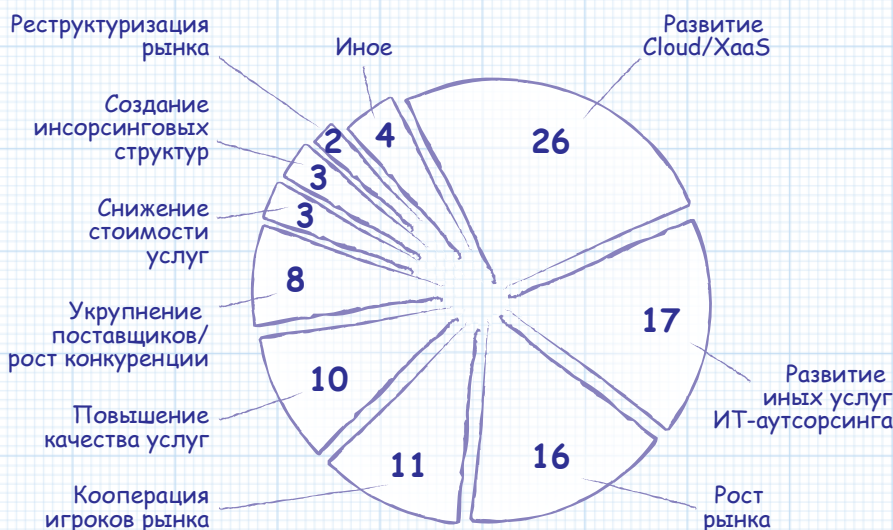 Развитие
Cloud/XaaS
26
17
Развитие
иных услуг
ИТ-аутсорсинга
16
Рост
рынка
11
Кооперация
игроков рынка
10
Повышение
качества услуг
8
Укрупнение
поставщиков/
рост конкуренции
3
Снижение
стоимости
услуг
3
Создание
инсорсинговых
структур
2
Реструктуризация
рынка
4
Иное